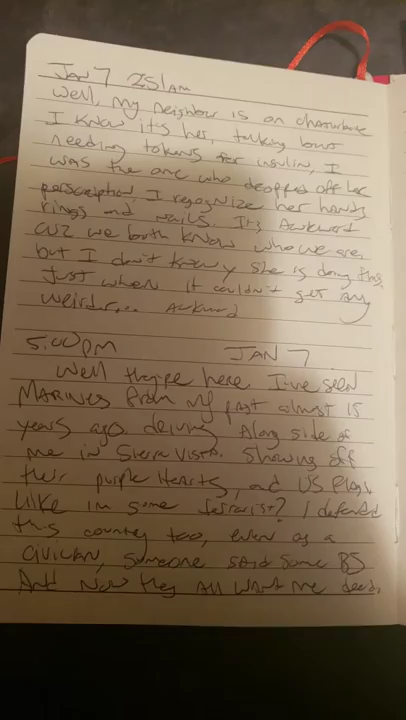 Jan 7 251am
Well, My neighbor is on chaturbate
I know its her, talking bout
needing tokens for insulin, I
was the one who dropped off her
perscription, I recognize her hands
rings and nails. Its Awkward
cuz we both know who we are,
but I don't know y she is doing this.
Just when it couldn't get any
weirder... Awkward
5:00pm Jan 7
Well they're here. I've seen
MARINES from my past almost 15
years ago driving Along side of
me in Sierra Vista. Showing off
their purple Hearts, and US flags
Like im some terrorist? I defended
this country too, even as a
civilian, someone said some BS
And Now they All want me dead,